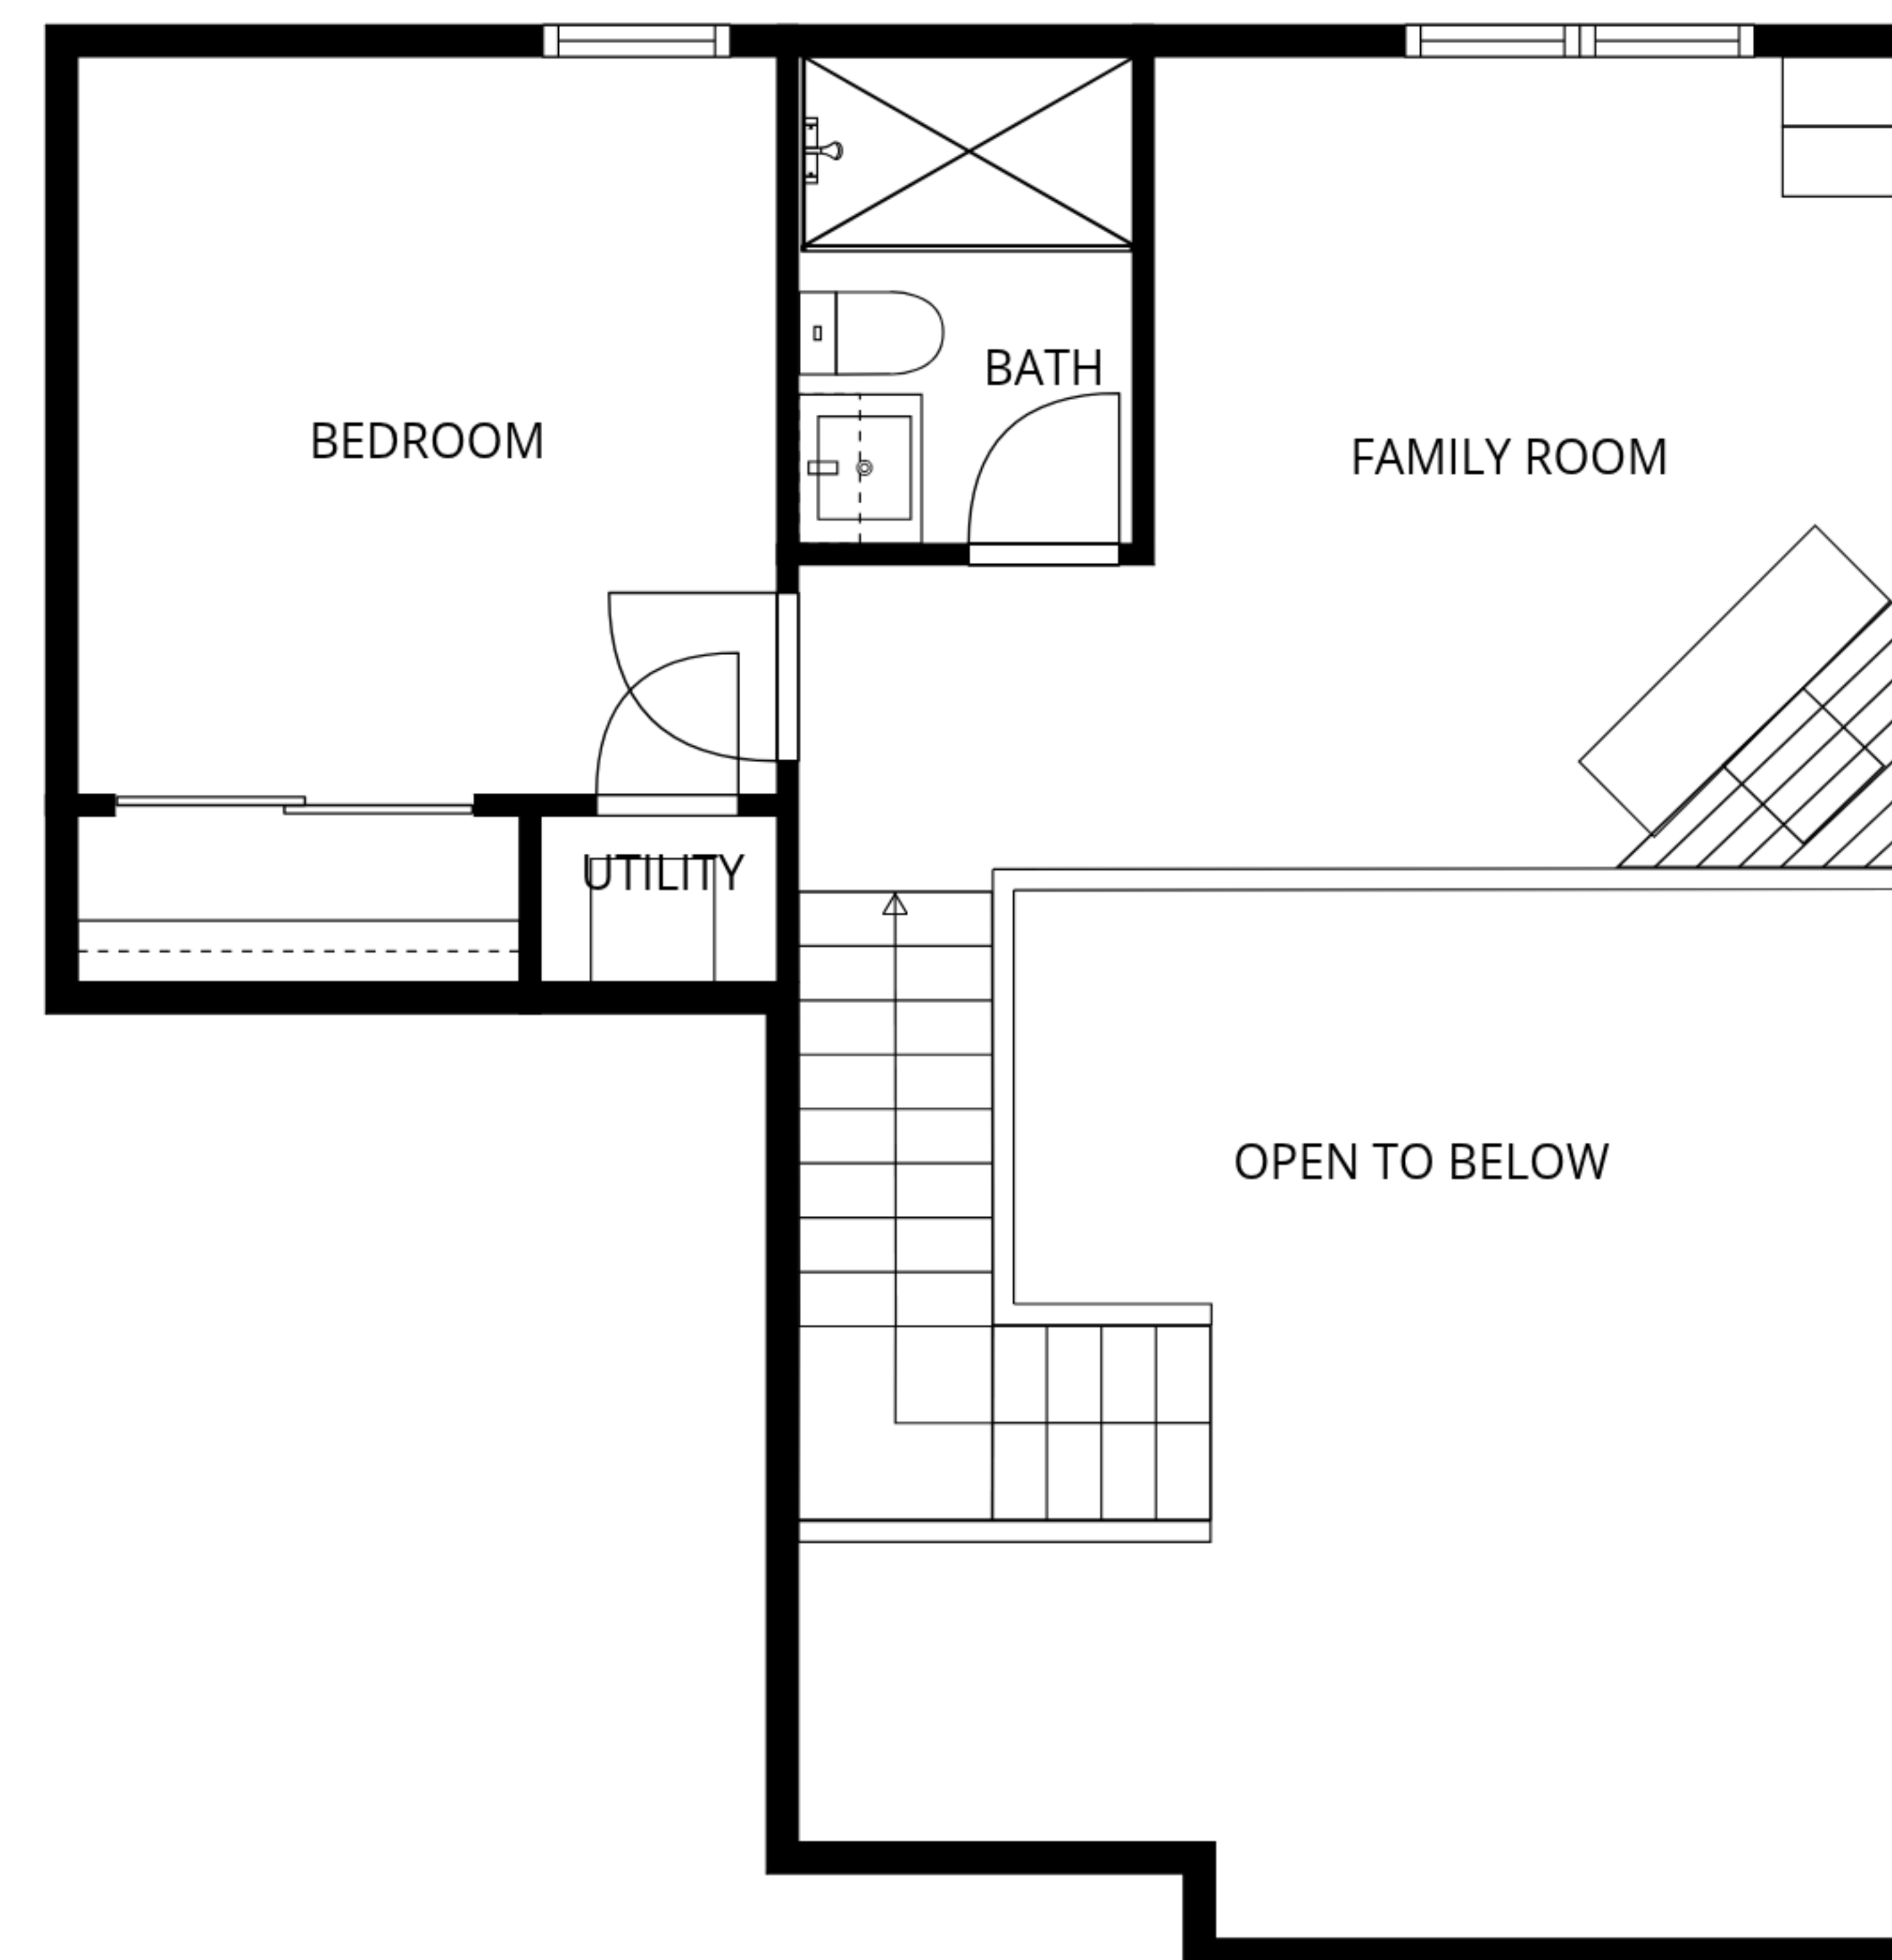 BATH
BEDROOM
FAMILY ROOM
UTILITY
OPEN TO BELOW